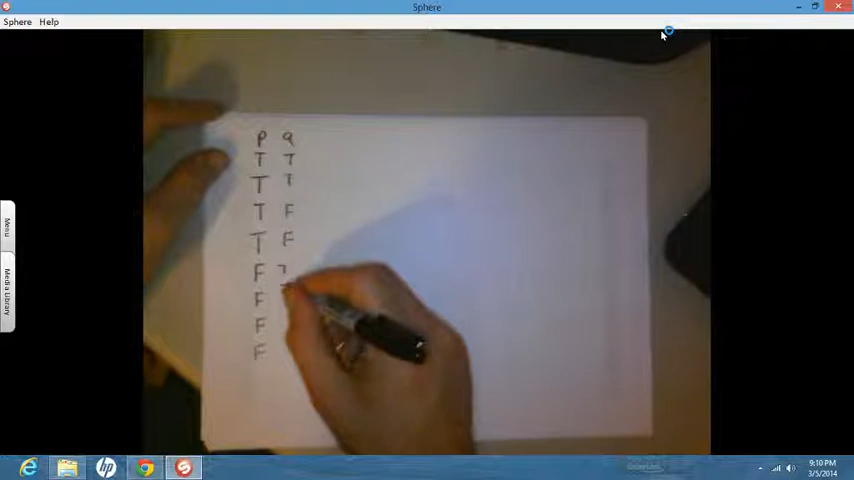 Sphere
Sphere Help
Menu
Media Library
P q
T T
T T
T F
T F
F T
F
F
F
9:10 PM
3/5/2014